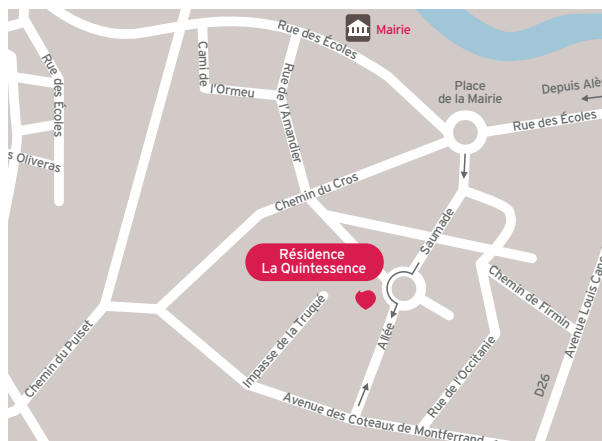 Rue des Écoles
Mairie
Cami de
l'Ormeu
Rue des Écoles
Rue de l'Amandier
Place
de la Mairie
Depuis Alè
Rue des Écoles
s Oliveras
Chemin du Cros
Saumade
Résidence
La Quintessence
Chemin de Firmin
Avenue Louis Cane
Impasse de la Truque
Allée
Chemin du Puiset
Rue de l'Occitanie
D26
Avenue des Coteaux de Montferrand